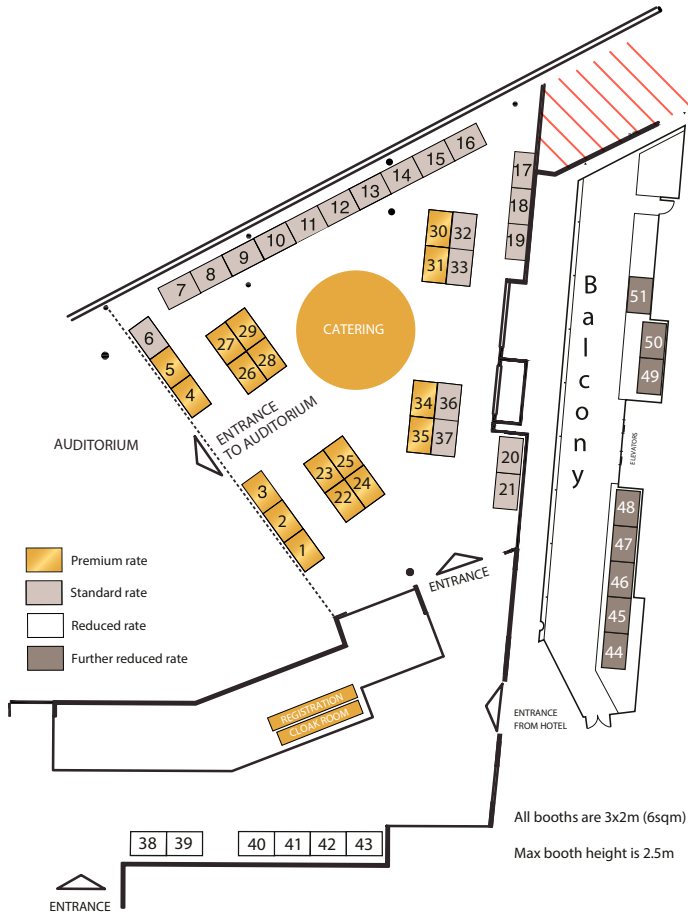 16
15
14
13
12
11
10
9
8
7
17
18
19
30 32
31 33
6
5
4
29
27
28
26
CATERING
Balcony
51
50
49
ELEVATORS
34 36
35 37
ENTRANCE
TO AUDITORIUM
AUDITORIUM
20
21
25
23
24
22
3
2
1
48
47
46
45
44
Premium rate
Standard rate
Reduced rate
Further reduced rate
ENTRANCE
REGISTRATION
CLOAK ROOM
ENTRANCE
FROM HOTEL
All booths are 3x2m (6sqm)
Max booth height is 2.5m
38 39 40 41 42 43
ENTRANCE